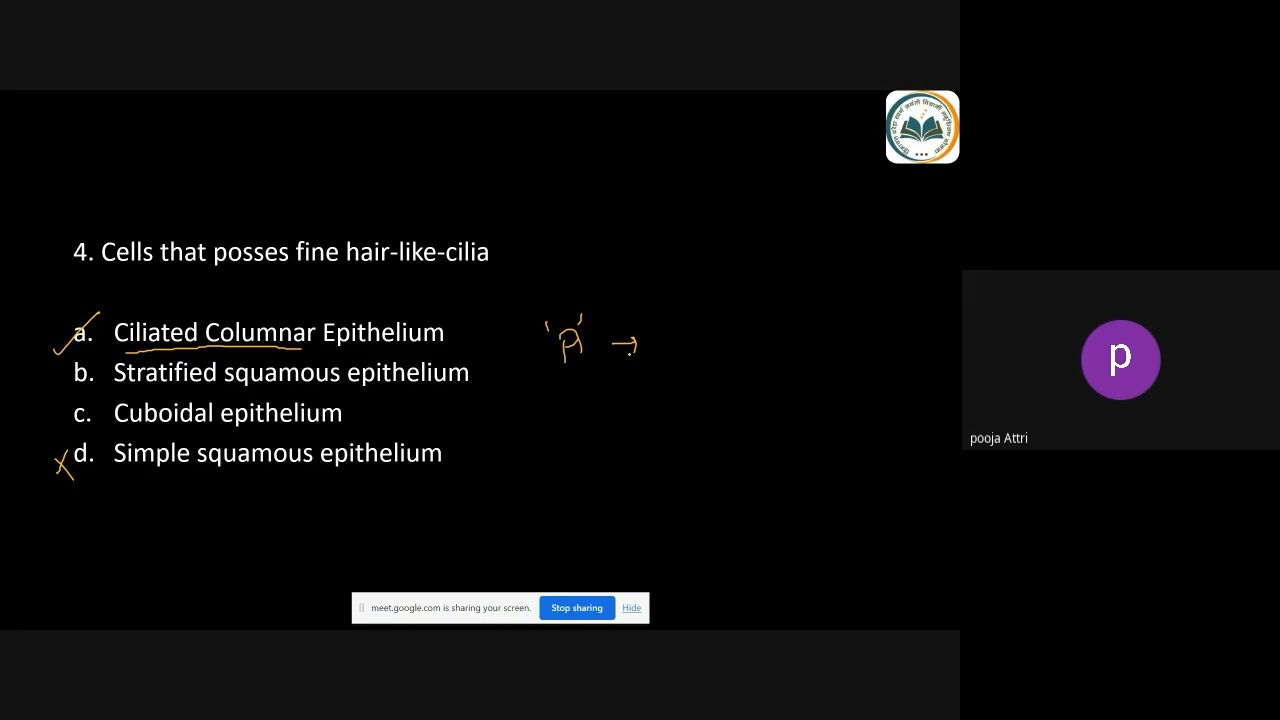 4. Cells that posses fine hair-like-cilia
a. Ciliated Columnar Epithelium
'P' →
b. Stratified squamous epithelium
c. Cuboidal epithelium
d. Simple squamous epithelium
meet.google.com is sharing your screen. Stop sharing Hide
p
pooja Attri